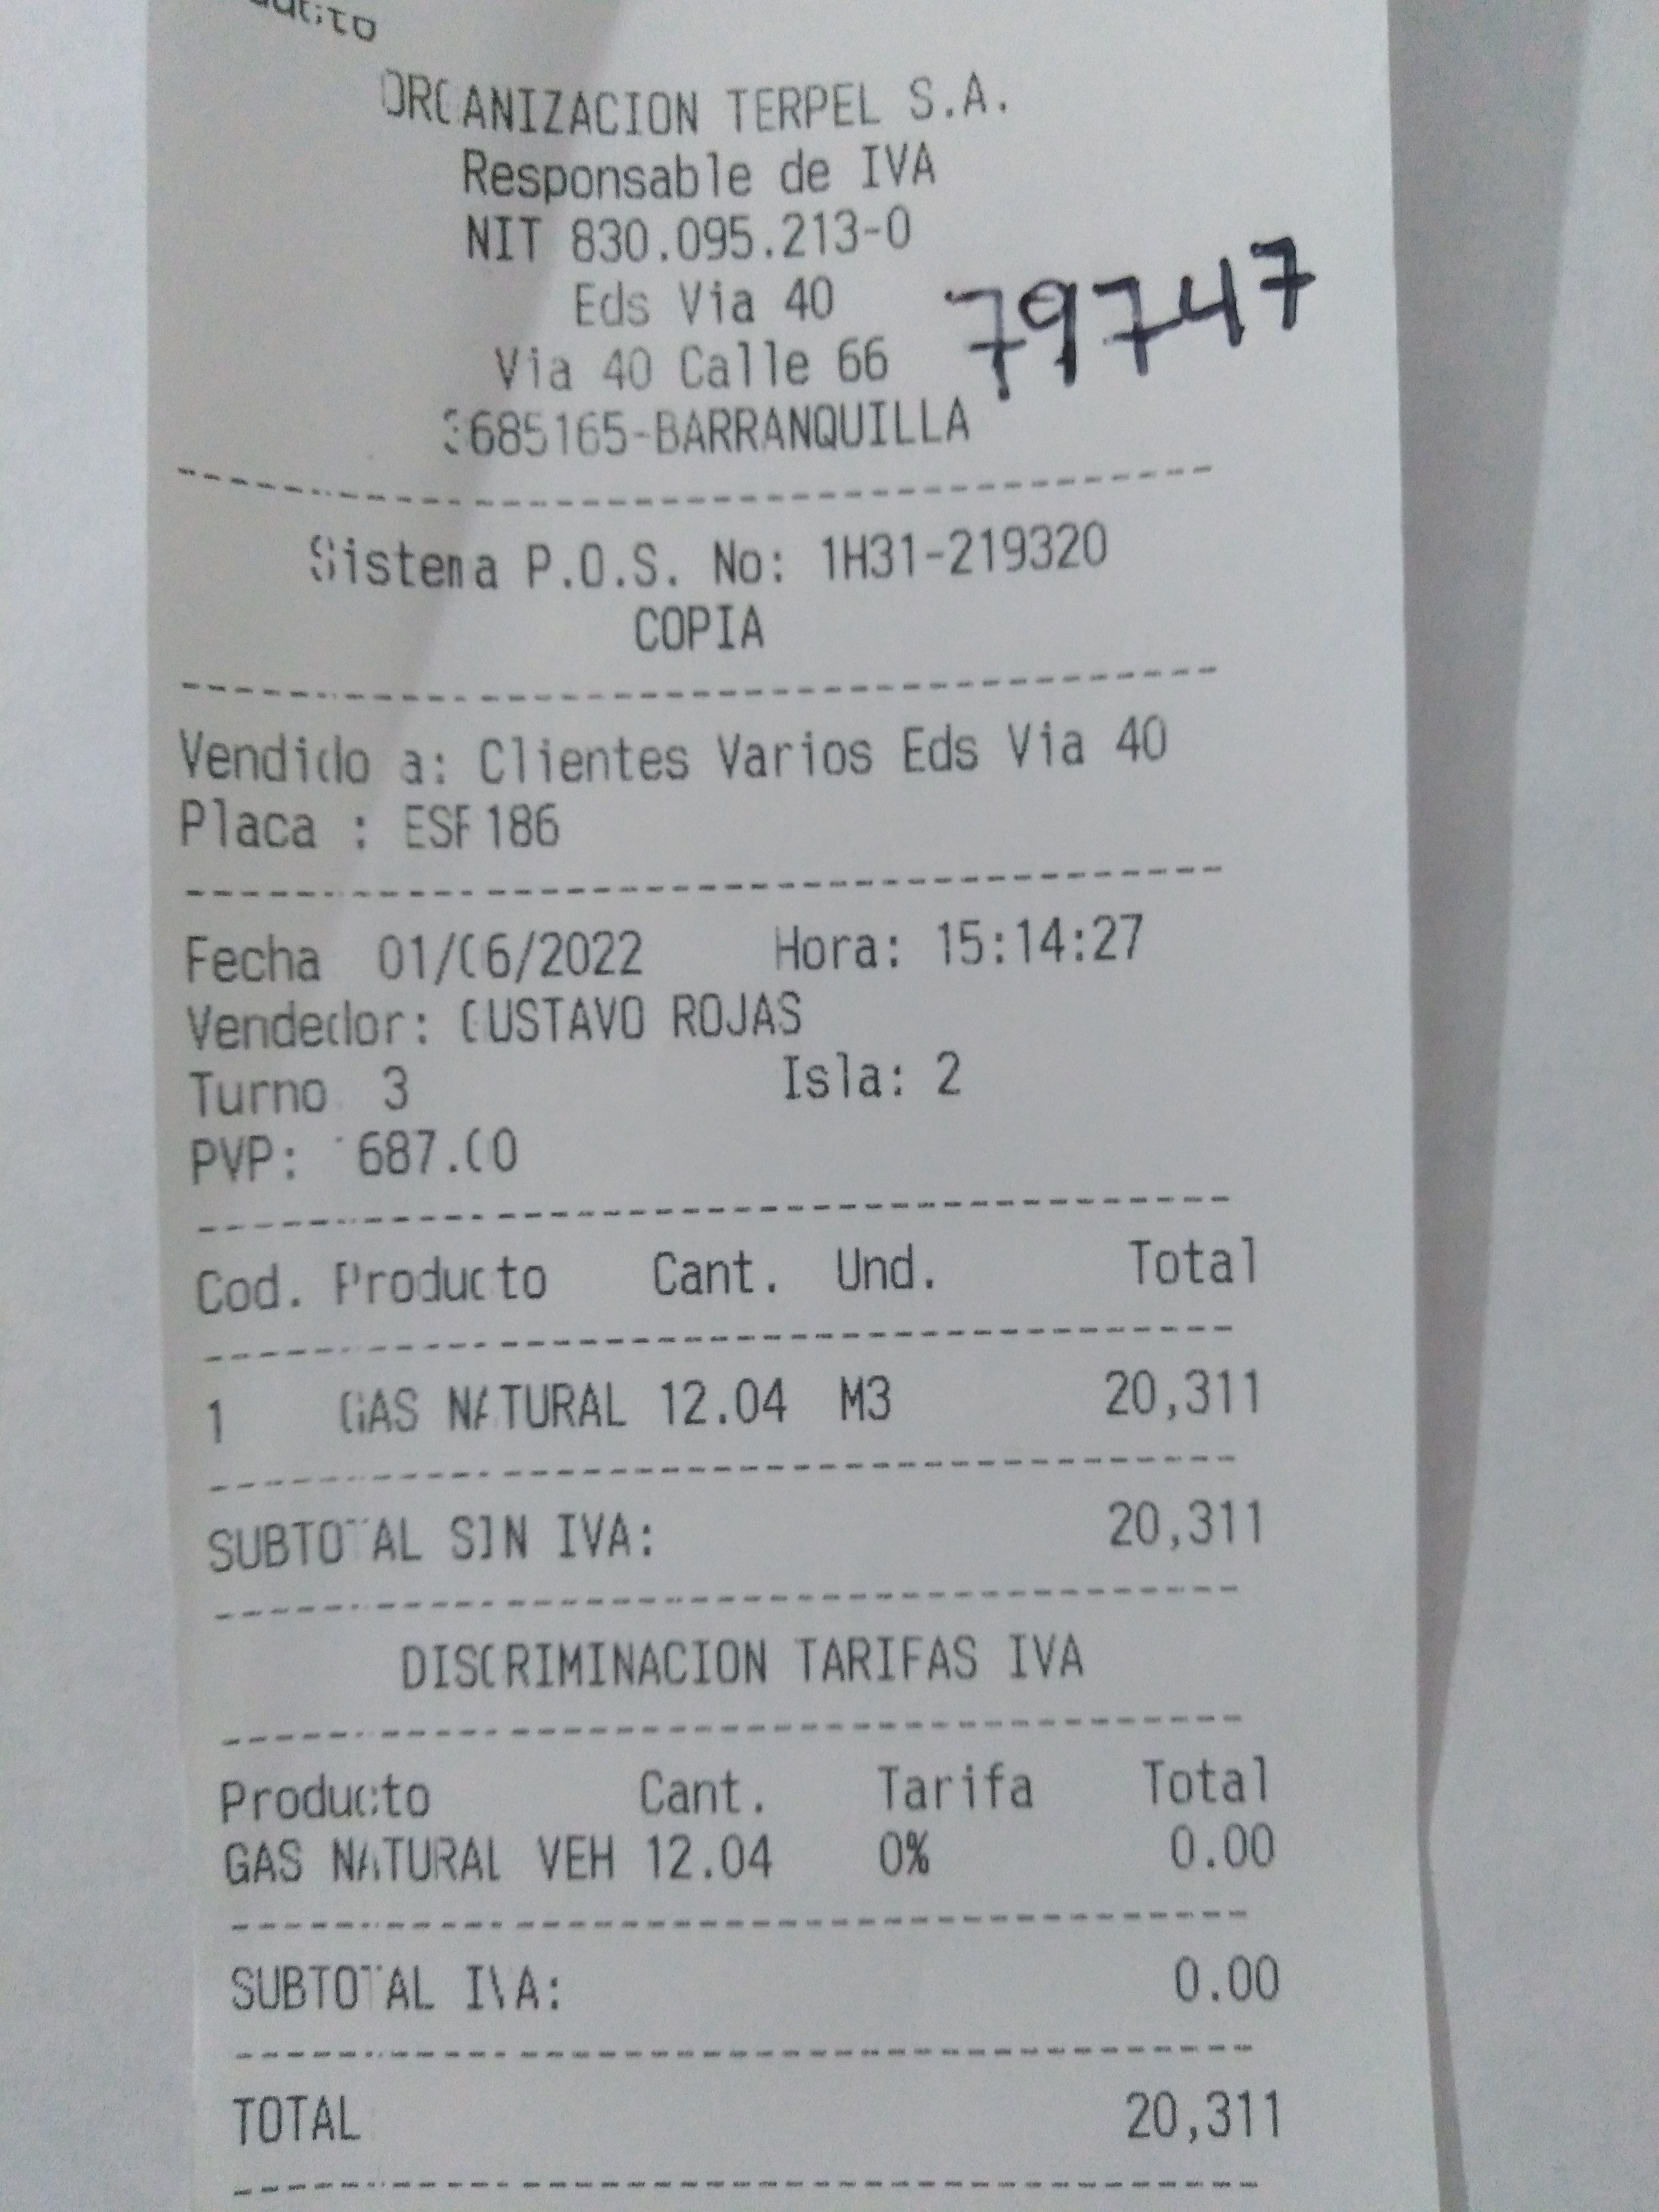 ORGANIZACION TERPEL S.A.
Responsable de IVA
NIT 830.095.213-0
Eds Via 40
79747
Via 40 Calle 66
3685165-BARRANQUILLA
Sistema P.O.S. No: 1H31-219320
COPIA
Vendido a: Clientes Varios Eds Via 40
Placa : ESF186
Fecha 01/06/2022 Hora: 15:14:27
Vendedor: GUSTAVO ROJAS
Turno 3 Isla: 2
PVP: 1687.00
Cod. Producto Cant. Und. Total
1 GAS NATURAL 12.04 M3 20,311
SUBTOTAL SIN IVA: 20,311
DISCRIMINACION TARIFAS IVA
Producto Cant. Tarifa Total
GAS NATURAL VEH 12.04 0% 0.00
SUBTOTAL IVA: 0.00
TOTAL 20,311